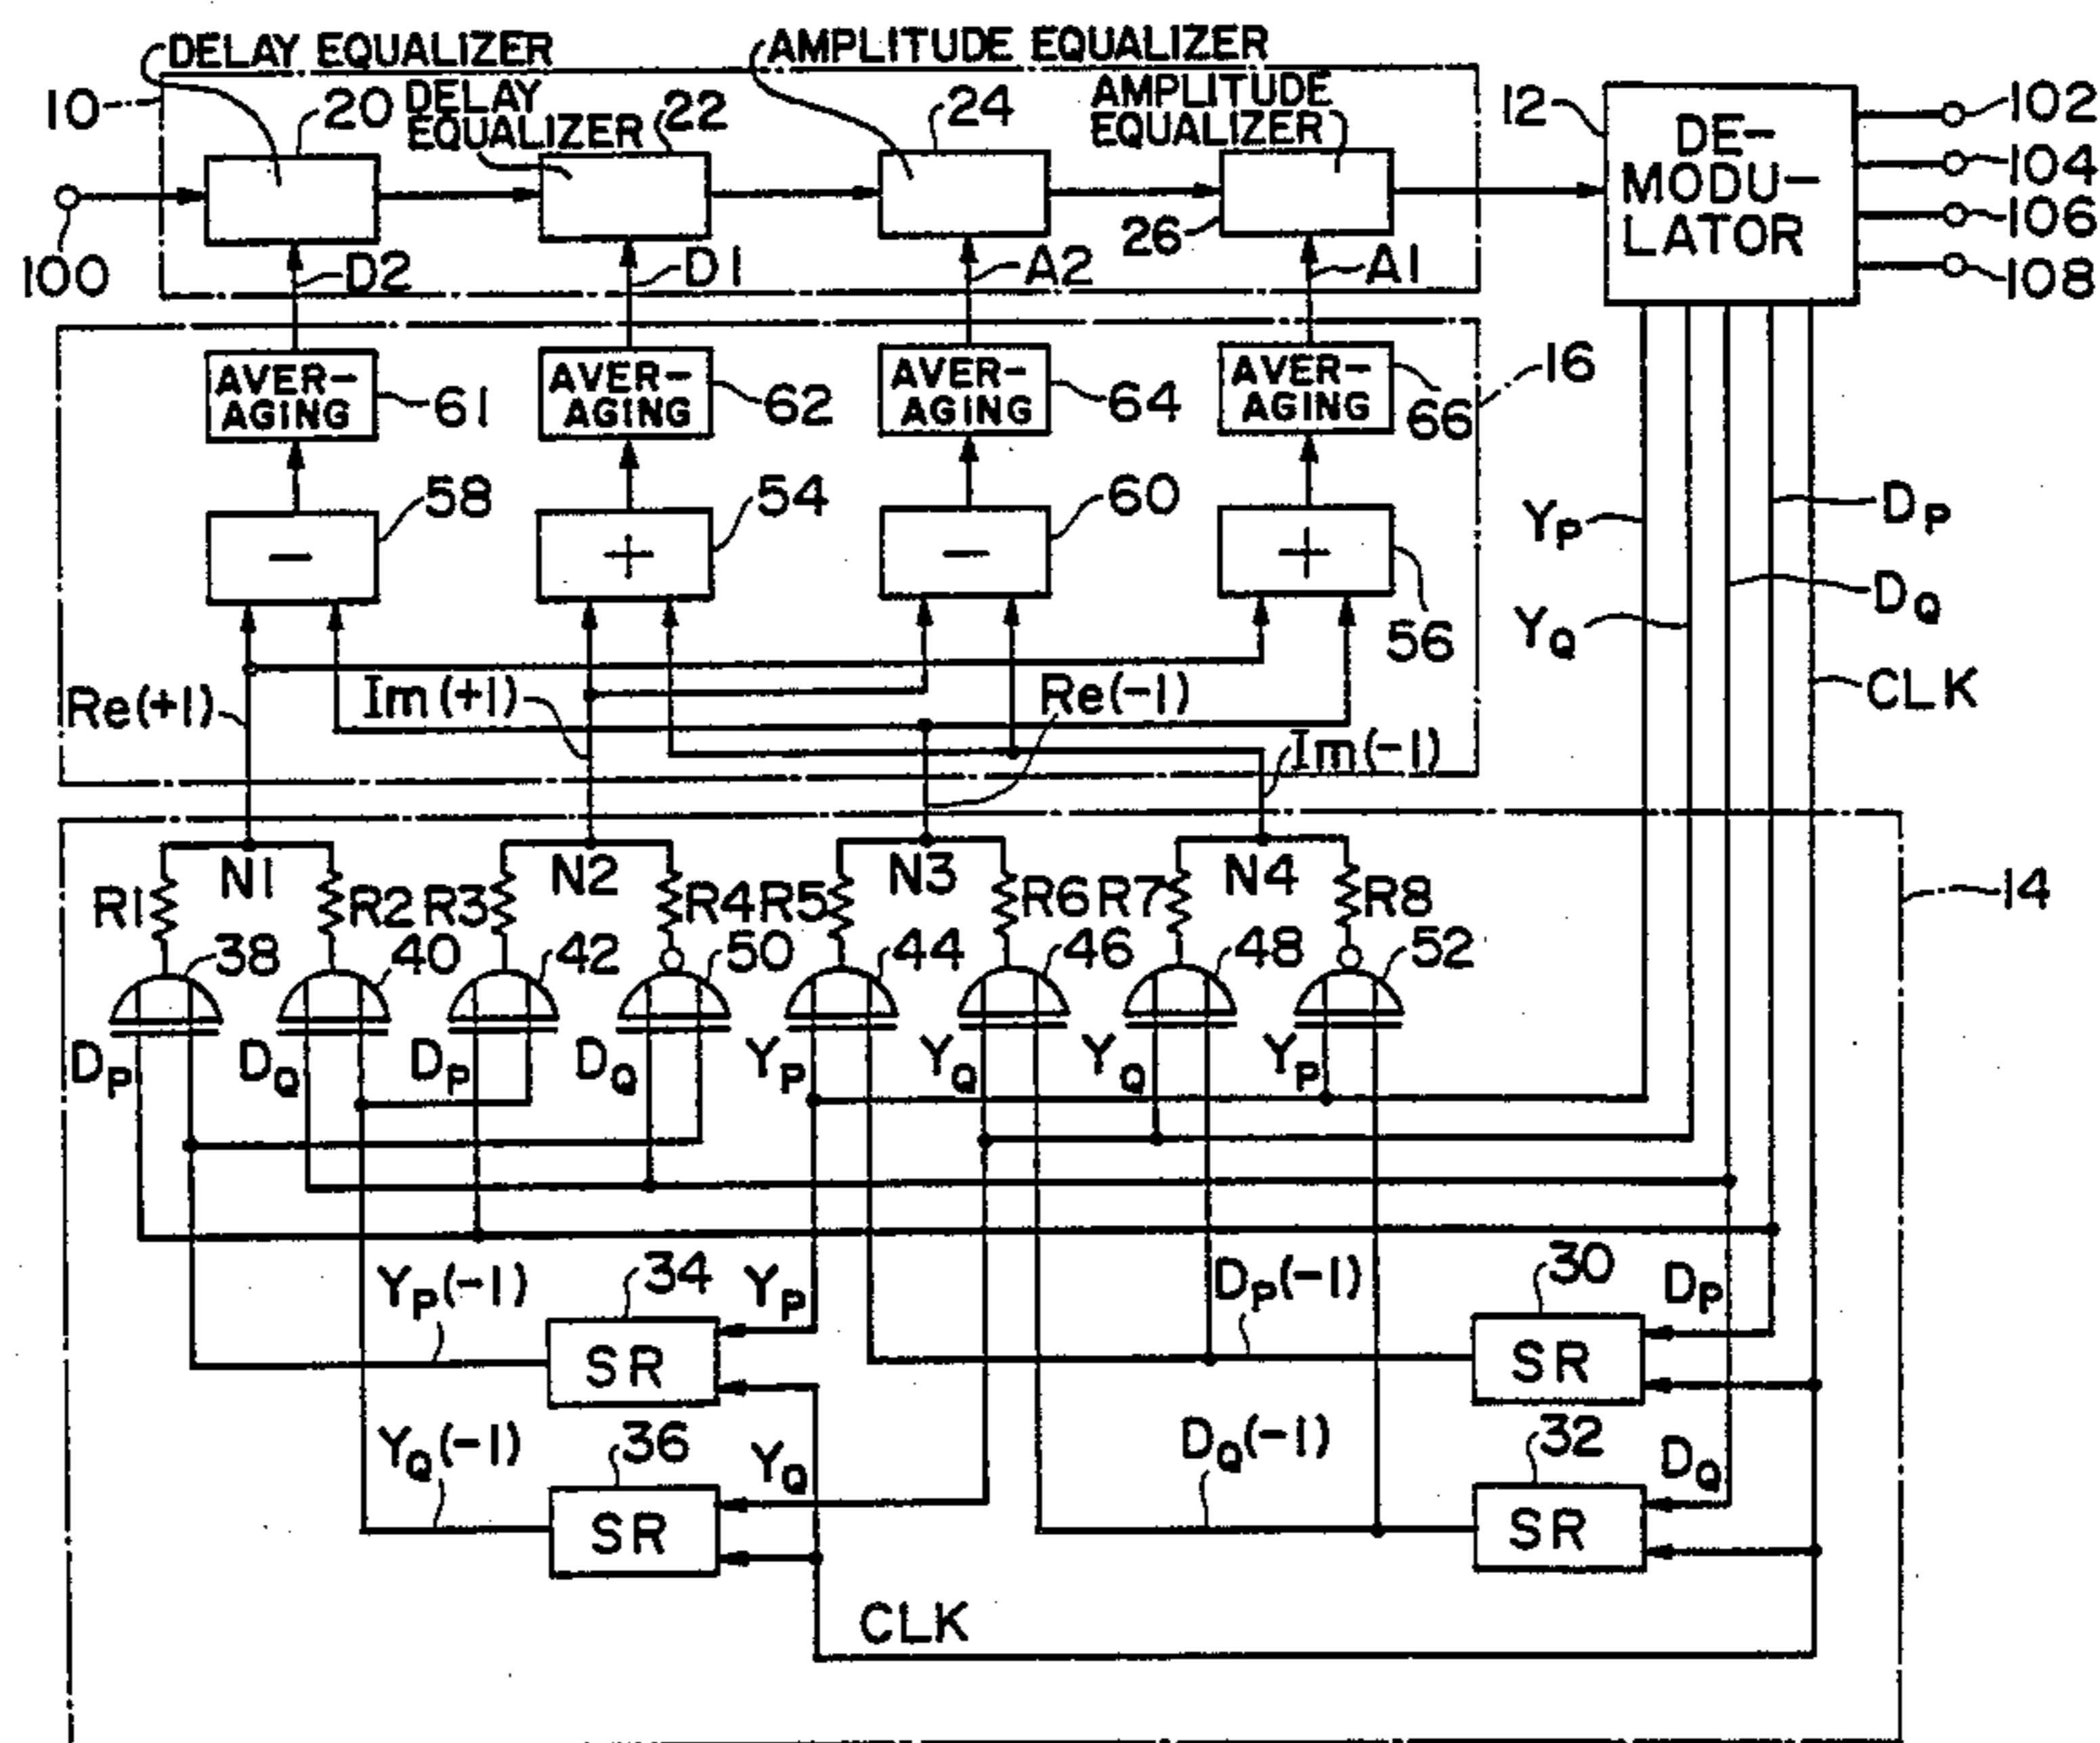 DELAY EQUALIZER
AMPLITUDE EQUALIZER
10
20
DELAY
EQUALIZER
22
24
AMPLITUDE
EQUALIZER
26
12
DE-
MODU-
LATOR
102
104
106
108
100
D2
D1
A2
A1
AVER-
AGING
61
AVER-
AGING
62
AVER-
AGING
64
AVER-
AGING
66
16
−
58
+
54
−
60
+
56
YP
DP
YQ
DQ
CLK
Re(+1)
Im(+1)
Re(-1)
Im(-1)
N1
N2
N3
N4
14
R1
R2
R3
R4
R5
R6
R7
R8
38
40
42
50
44
46
48
52
DP
DQ
DP
DQ
YP
YQ
YQ
YP
YP(-1)
34
SR
YP
DP(-1)
30
SR
DP
YQ(-1)
36
SR
YQ
DQ(-1)
32
SR
DQ
CLK